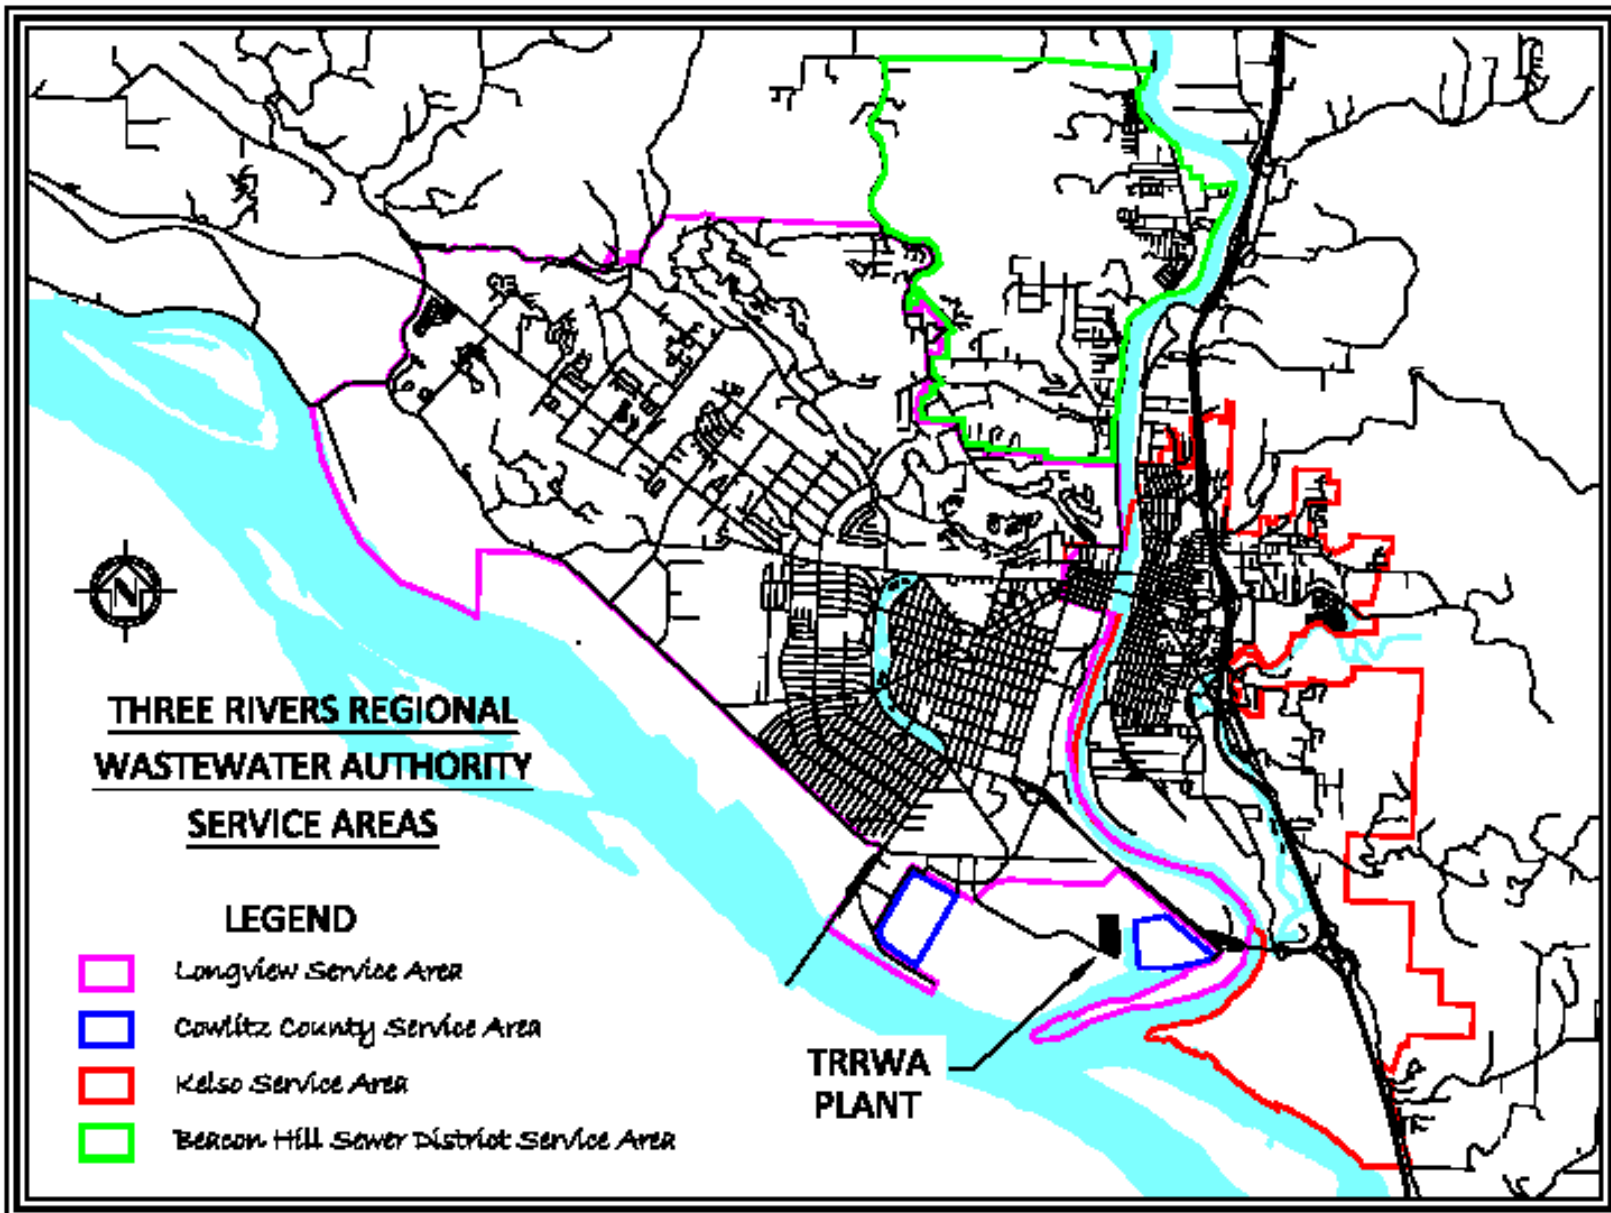 THREE RIVERS REGIONAL
WASTEWATER AUTHORITY
SERVICE AREAS
LEGEND
Longview Service Area
Cowlitz County Service Area
Kelso Service Area
Beacon Hill Sewer District Service Area
TRRWA
PLANT
N